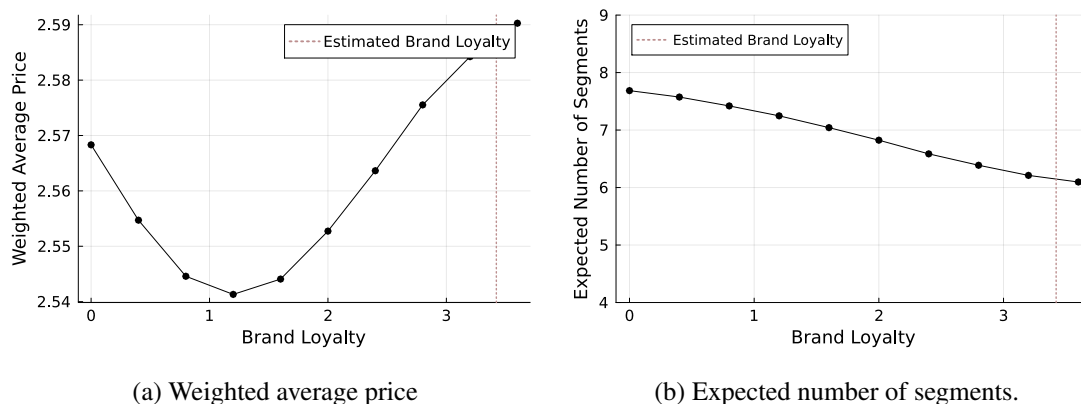 2.59
2.58
2.57
2.56
2.55
2.54
Weighted Average Price
Estimated Brand Loyalty
0
1
2
3
Brand Loyalty
(a) Weighted average price
9
8
7
6
5
4
Expected Number of Segments
Estimated Brand Loyalty
0
1
2
3
Brand Loyalty
(b) Expected number of segments.